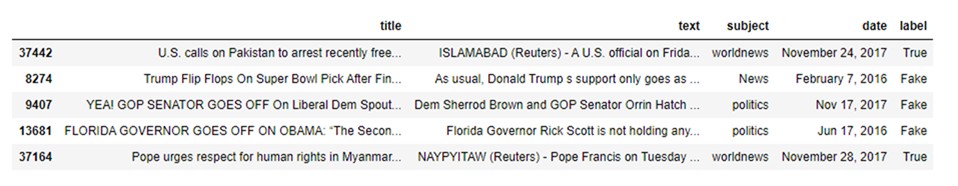 title text subject date label
37442 U.S. calls on Pakistan to arrest recently free... ISLAMABAD (Reuters) - A U.S. official on Frida... worldnews November 24, 2017 True
8274 Trump Flip Flops On Super Bowl Pick After Fin... As usual, Donald Trump s support only goes as ... News February 7, 2016 Fake
9407 YEA! GOP SENATOR GOES OFF On Liberal Dem Spout... Dem Sherrod Brown and GOP Senator Orrin Hatch ... politics Nov 17, 2017 Fake
13681 FLORIDA GOVERNOR GOES OFF ON OBAMA: “The Secon... Florida Governor Rick Scott is not holding any... politics Jun 17, 2016 Fake
37164 Pope urges respect for human rights in Myanmar... NAYPYITAW (Reuters) - Pope Francis on Tuesday ... worldnews November 28, 2017 True